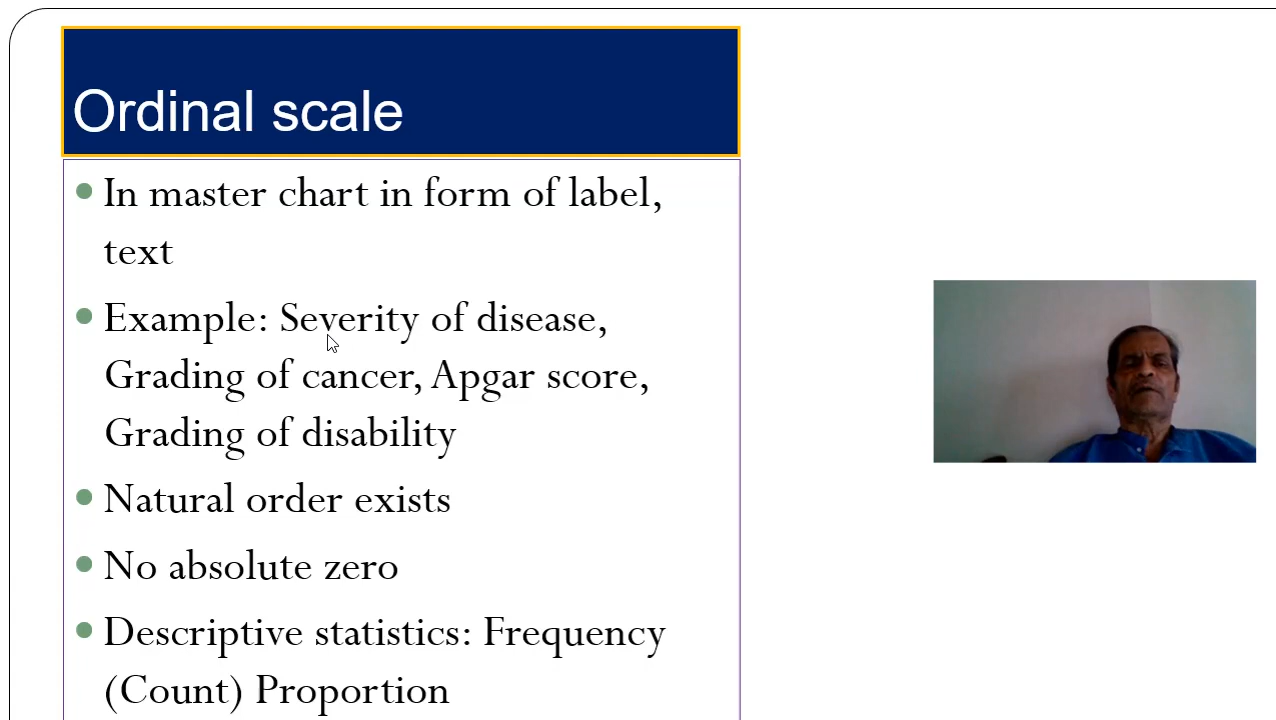 Ordinal scale
In master chart in form of label,
text
Example: Severity of disease,
Grading of cancer, Apgar score,
Grading of disability
Natural order exists
No absolute zero
Descriptive statistics: Frequency
(Count) Proportion